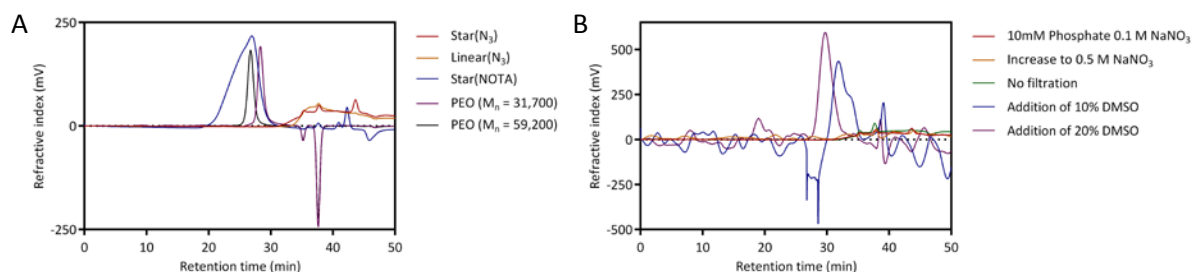 A
Refractive index (mV)
250
0
-250
0
10
20
30
40
50
Retention time (min)
Star(N₃)
Linear(N₃)
Star(NOTA)
PEO (Mₙ = 31,700)
PEO (Mₙ = 59,200)
B
Refractive index (mV)
500
250
0
-250
-500
0
10
20
30
40
50
Retention time (min)
10mM Phosphate 0.1 M NaNO₃
Increase to 0.5 M NaNO₃
No filtration
Addition of 10% DMSO
Addition of 20% DMSO